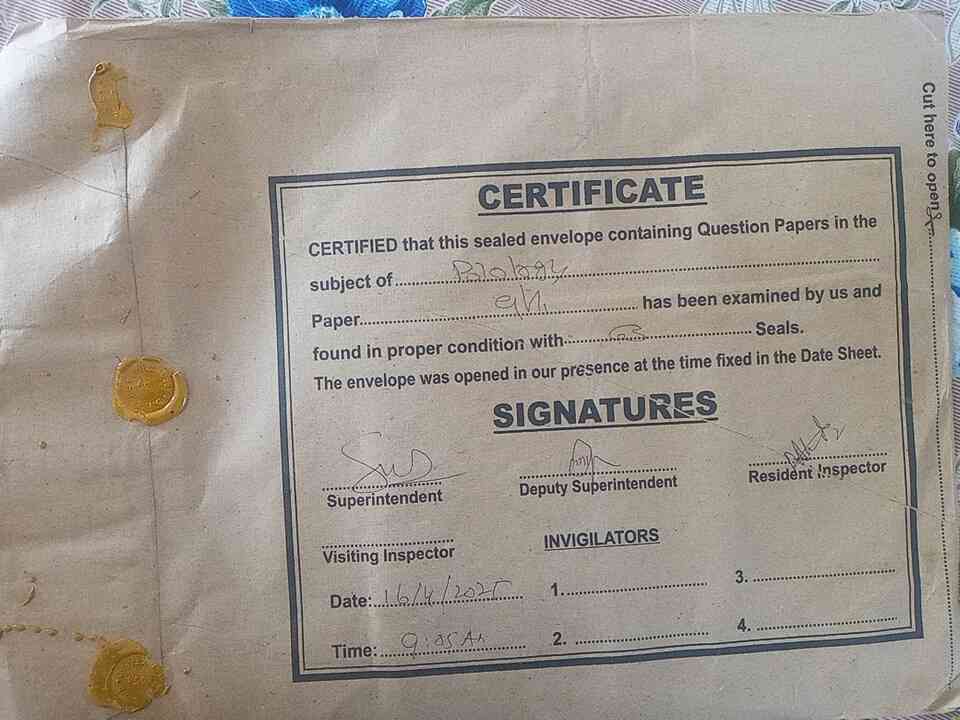 Cut here to open
CERTIFICATE
CERTIFIED that this sealed envelope containing Question Papers in the
subject of Biology
Paper 9th has been examined by us and
found in proper condition with Seals.
The envelope was opened in our presence at the time fixed in the Date Sheet.
SIGNATURES
Superintendent
Deputy Superintendent
Resident Inspector
Visiting Inspector
INVIGILATORS
Date: 16/4/2025
1.
3.
Time: 9:05 Am
2.
4.